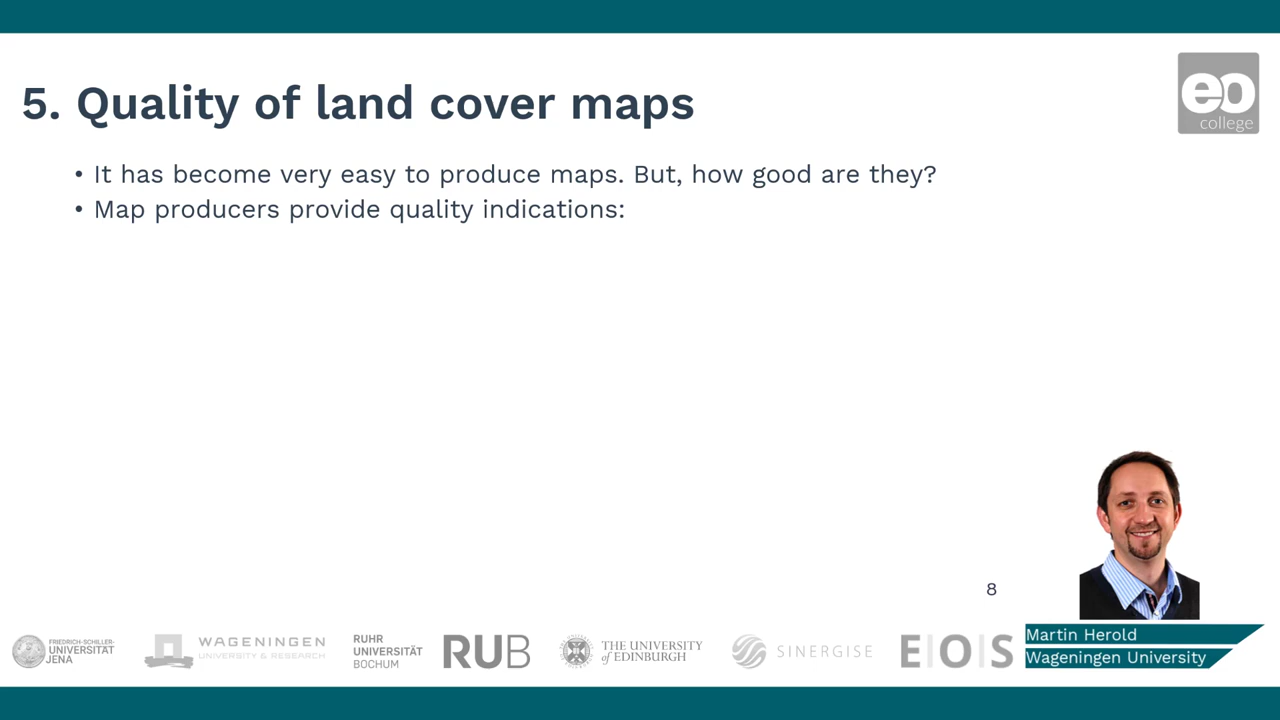 5. Quality of land cover maps
eo
college
• It has become very easy to produce maps. But, how good are they?
• Map producers provide quality indications:
8
Martin Herold
Wageningen University
FRIEDRICH-SCHILLER-
UNIVERSITÄT
JENA
WAGENINGEN
UNIVERSITY & RESEARCH
RUHR
UNIVERSITÄT
BOCHUM
RUB
THE UNIVERSITY
of EDINBURGH
SINERGISE
E|O|S